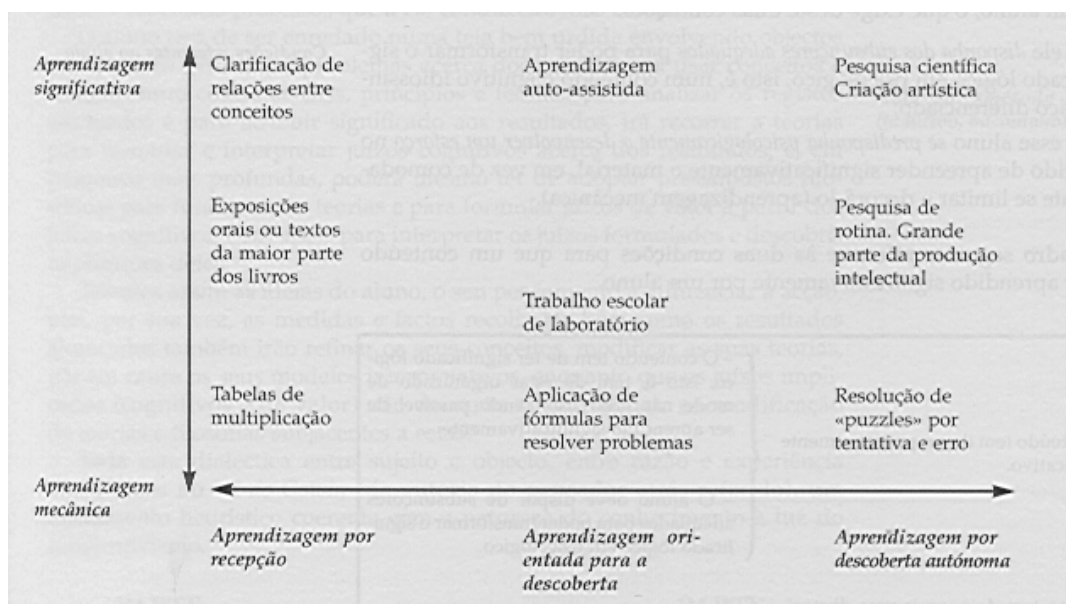 Aprendizagem
significativa
Clarificação de
relações entre
conceitos
Aprendizagem
auto-assistida
Pesquisa científica
Criação artística
Exposições
orais ou textos
da maior parte
dos livros
Pesquisa de
rotina. Grande
parte da produção
intelectual
Trabalho escolar
de laboratório
Tabelas de
multiplicação
Aplicação de
fórmulas para
resolver problemas
Resolução de
«puzzles» por
tentativa e erro
Aprendizagem
mecânica
Aprendizagem por
recepção
Aprendizagem ori-
entada para a
descoberta
Aprendizagem por
descoberta autónoma